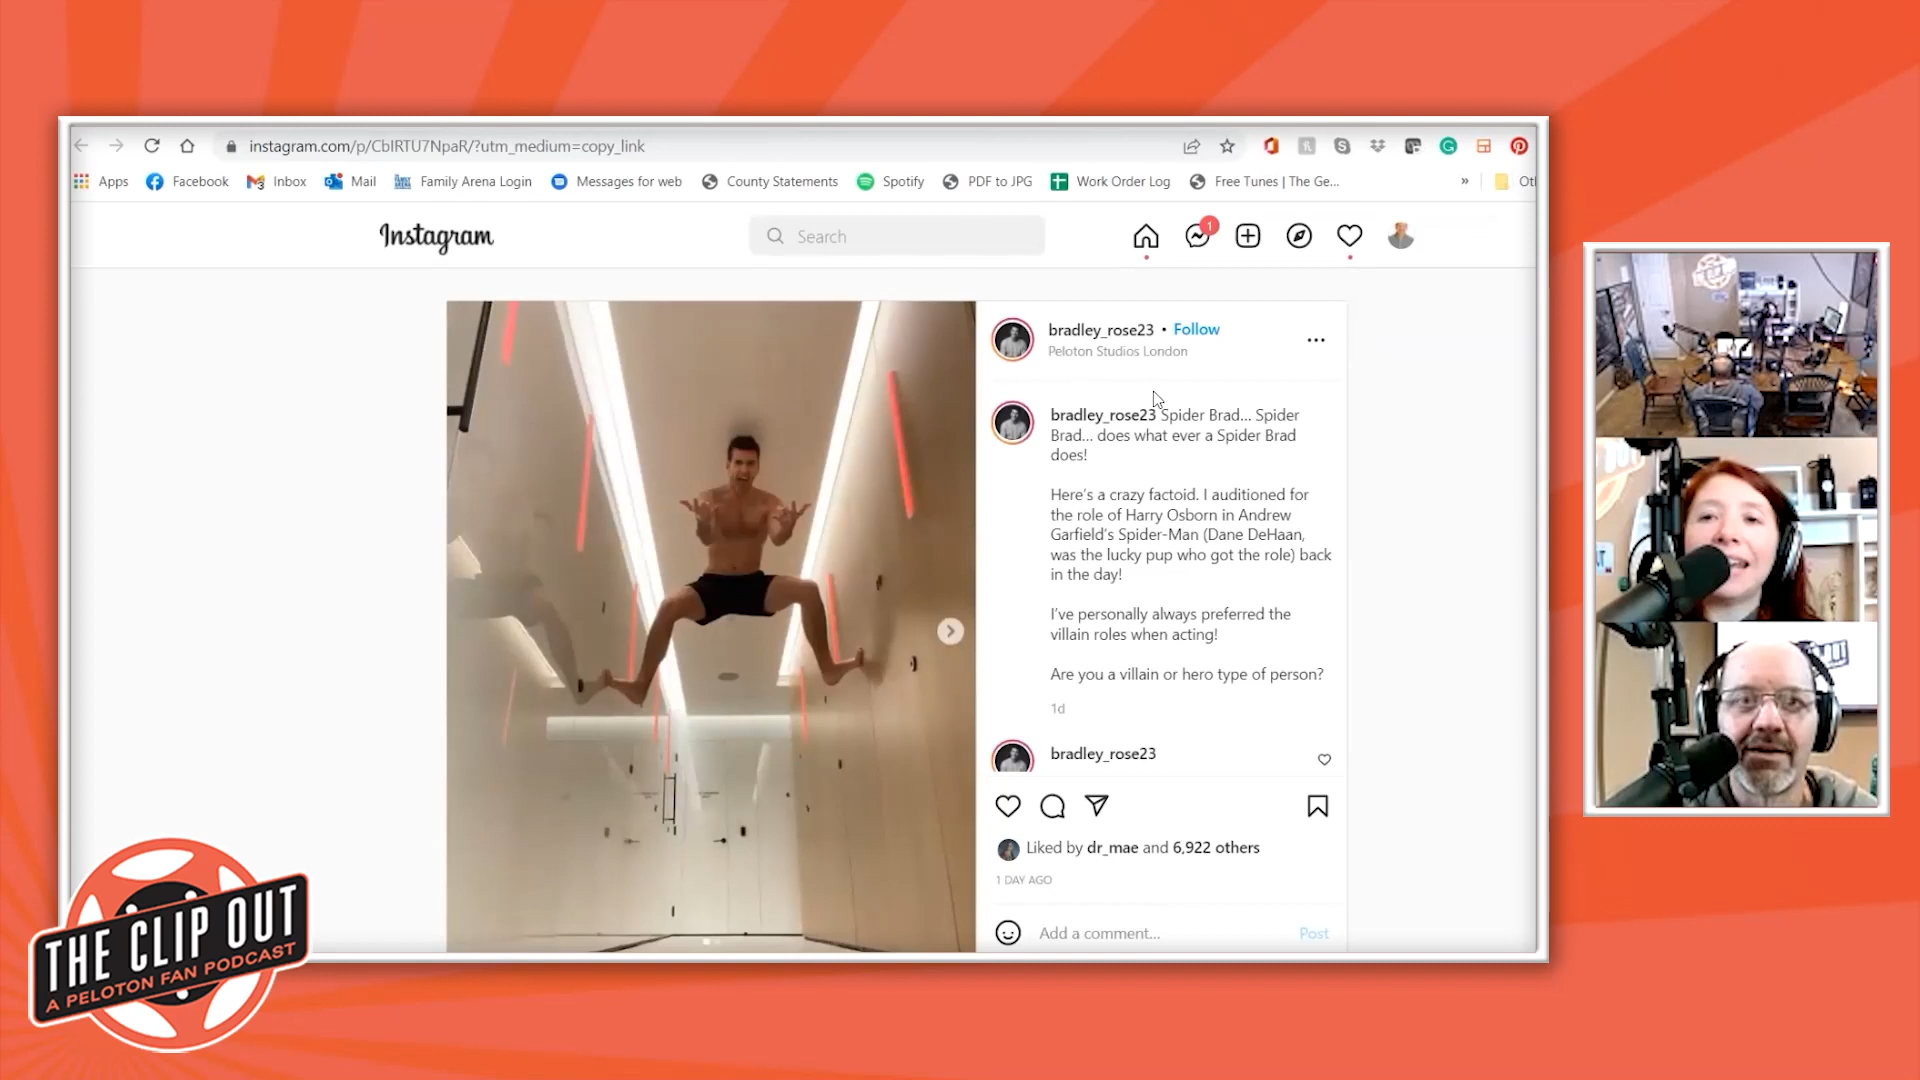 instagram.com/p/CbIRTU7NpaR/?utm_medium=copy_link
Apps Facebook Inbox Mail Family Arena Login Messages for web County Statements Spotify PDF to JPG Work Order Log Free Tunes | The Ge... » Otl
Instagram
Search
1
bradley_rose23 • Follow
Peloton Studios London
bradley_rose23 Spider Brad... Spider
Brad... does what ever a Spider Brad
does!
Here's a crazy factoid. I auditioned for
the role of Harry Osborn in Andrew
Garfield's Spider-Man (Dane DeHaan,
was the lucky pup who got the role) back
in the day!
I've personally always preferred the
villain roles when acting!
Are you a villain or hero type of person?
1d
bradley_rose23
Liked by dr_mae and 6,922 others
1 DAY AGO
Add a comment...
Post
THE CLIP OUT
A PELOTON FAN PODCAST